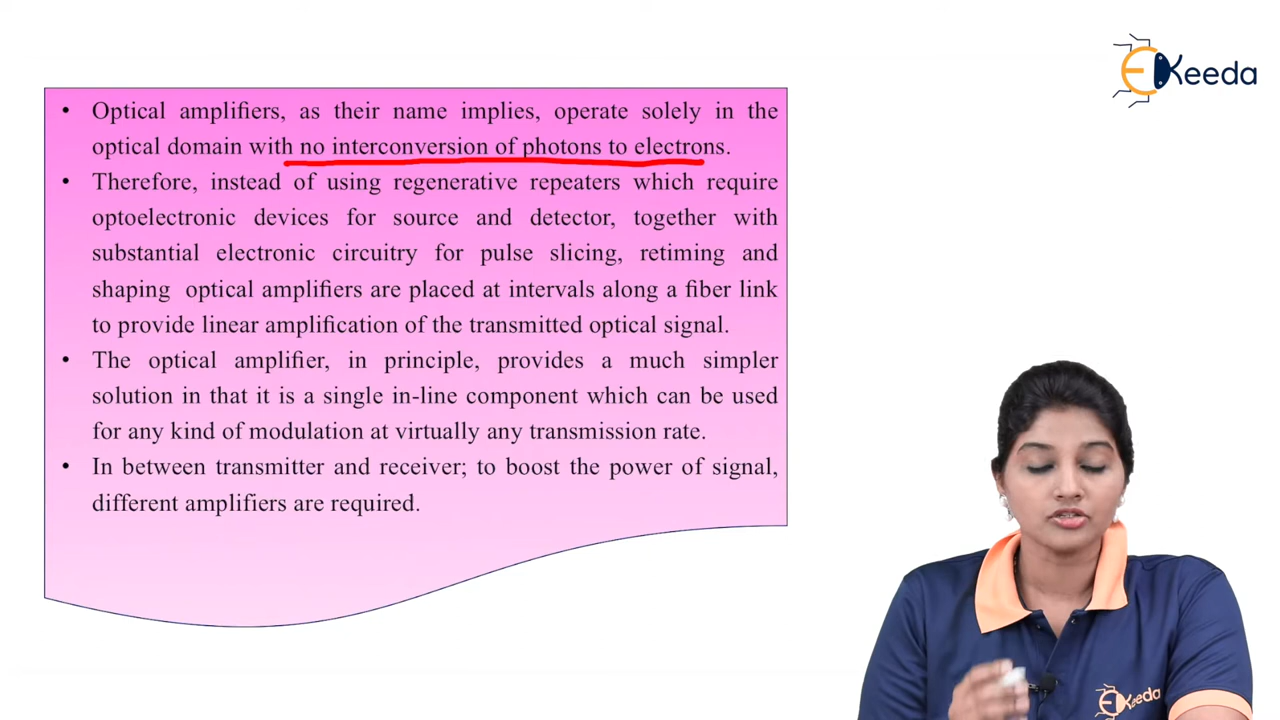 EKeeda
• Optical amplifiers, as their name implies, operate solely in the
optical domain with no interconversion of photons to electrons.
• Therefore, instead of using regenerative repeaters which require
optoelectronic devices for source and detector, together with
substantial electronic circuitry for pulse slicing, retiming and
shaping optical amplifiers are placed at intervals along a fiber link
to provide linear amplification of the transmitted optical signal.
• The optical amplifier, in principle, provides a much simpler
solution in that it is a single in-line component which can be used
for any kind of modulation at virtually any transmission rate.
• In between transmitter and receiver; to boost the power of signal,
different amplifiers are required.
EKeeda